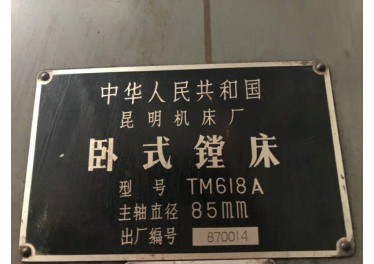 中华人民共和国
昆明机床厂
卧式镗床
型号 TM618A
主轴直径 85mm
出厂编号 870014